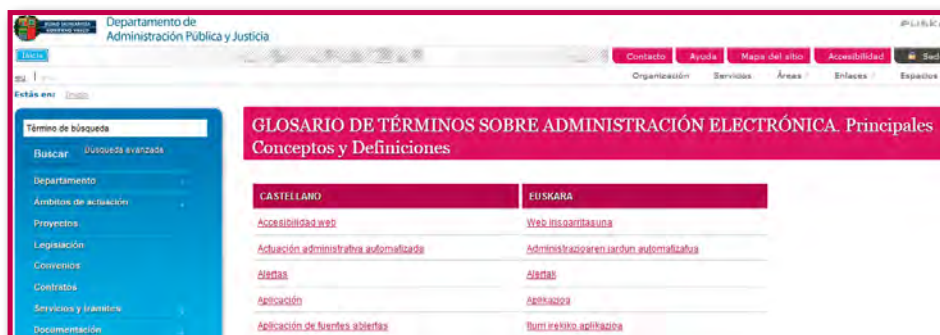 Departamento de
Administración Pública y Justicia
Inicio
Contacto Ayuda Mapa del sitio Accesibilidad
eu
Organización Servicios Áreas Enlaces Espacios
Estás en: Inicio
Término de búsqueda
Buscar Búsqueda avanzada
Departamento
Ámbitos de actuación
Proyectos
Legislación
Convenios
Contratos
Servicios y trámites
Documentación
GLOSARIO DE TÉRMINOS SOBRE ADMINISTRACIÓN ELECTRÓNICA. Principales
Conceptos y Definiciones
CASTELLANO EUSKARA
Accesibilidad web Web irisgarritasuna
Actuación administrativa automatizada Administrazioaren jardun automatizatua
Alertas Alertak
Aplicación Aplikazioa
Aplicación de fuentes abiertas Iturri irekiko aplikazioa